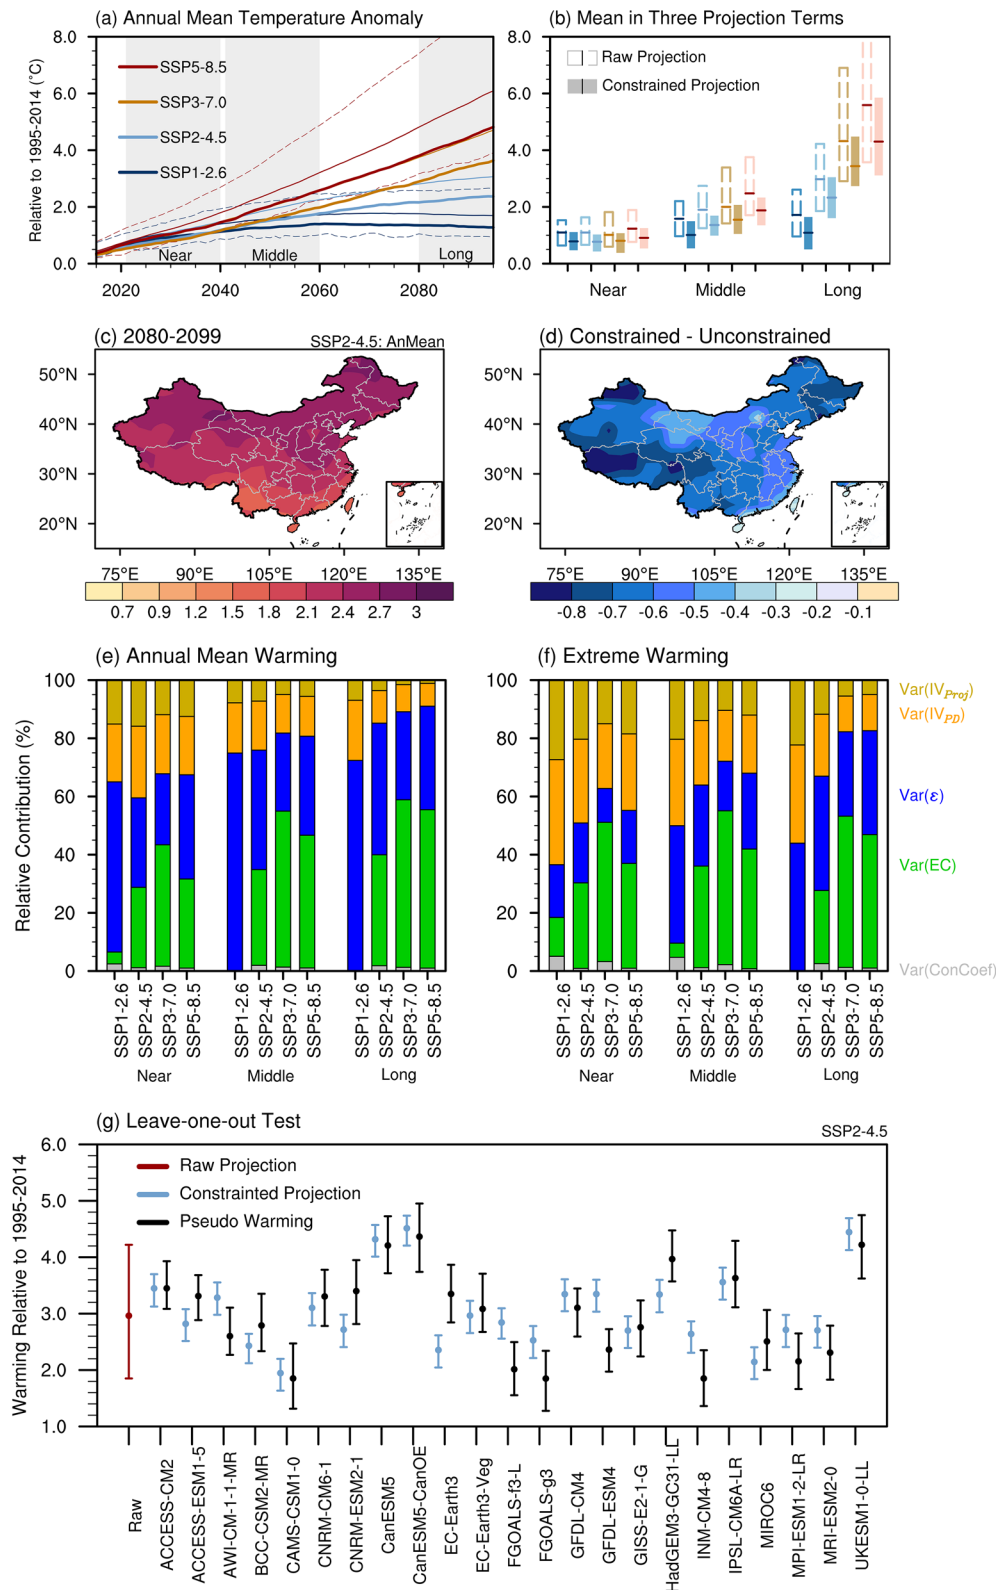 (a) Annual Mean Temperature Anomaly
(b) Mean in Three Projection Terms
Relative to 1995-2014 (°C)
8.0
6.0
4.0
2.0
0.0
SSP5-8.5
SSP3-7.0
SSP2-4.5
SSP1-2.6
Near
Middle
Long
2020
2040
2060
2080
8.0
6.0
4.0
2.0
0.0
Raw Projection
Constrained Projection
Near
Middle
Long
(c) 2080-2099
SSP2-4.5: AnMean
(d) Constrained - Unconstrained
50°N
40°N
30°N
20°N
75°E
90°E
105°E
120°E
135°E
0.7
0.9
1.2
1.5
1.8
2.1
2.4
2.7
3
50°N
40°N
30°N
20°N
75°E
90°E
105°E
120°E
135°E
-0.8
-0.7
-0.6
-0.5
-0.4
-0.3
-0.2
-0.1
(e) Annual Mean Warming
(f) Extreme Warming
Relative Contribution (%)
100
80
60
40
20
0
SSP1-2.6
SSP2-4.5
SSP3-7.0
SSP5-8.5
SSP1-2.6
SSP2-4.5
SSP3-7.0
SSP5-8.5
SSP1-2.6
SSP2-4.5
SSP3-7.0
SSP5-8.5
Near
Middle
Long
100
80
60
40
20
0
SSP1-2.6
SSP2-4.5
SSP3-7.0
SSP5-8.5
SSP1-2.6
SSP2-4.5
SSP3-7.0
SSP5-8.5
SSP1-2.6
SSP2-4.5
SSP3-7.0
SSP5-8.5
Near
Middle
Long
Var(IV_Proj)
Var(IV_PD)
Var(ε)
Var(EC)
Var(ConCoef)
(g) Leave-one-out Test
SSP2-4.5
Warming Relative to 1995-2014
6.0
5.0
4.0
3.0
2.0
1.0
Raw Projection
Constrainted Projection
Pseudo Warming
Raw
ACCESS-CM2
ACCESS-ESM1-5
AWI-CM-1-1-MR
BCC-CSM2-MR
CAMS-CSM1-0
CNRM-CM6-1
CNRM-ESM2-1
CanESM5
CanESM5-CanOE
EC-Earth3
EC-Earth3-Veg
FGOALS-f3-L
FGOALS-g3
GFDL-CM4
GFDL-ESM4
GISS-E2-1-G
HadGEM3-GC31-LL
INM-CM4-8
IPSL-CM6A-LR
MIROC6
MPI-ESM1-2-LR
MRI-ESM2-0
UKESM1-0-LL